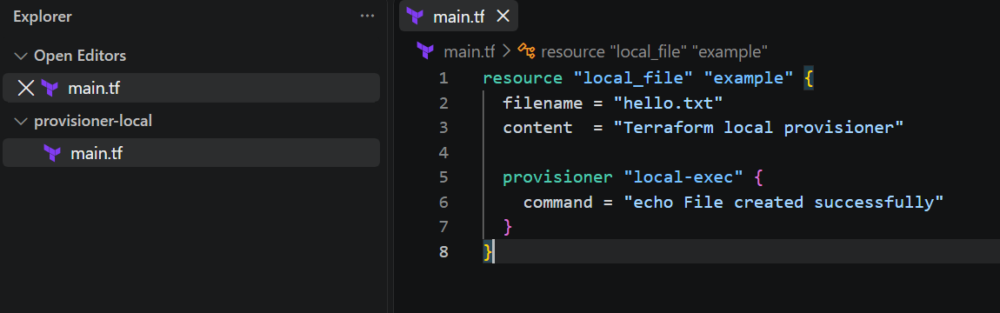 Explorer ···
Open Editors
main.tf
provisioner-local
main.tf
main.tf
main.tf > resource "local_file" "example"
1 resource "local_file" "example" {
2   filename = "hello.txt"
3   content  = "Terraform local provisioner"
4
5   provisioner "local-exec" {
6     command = "echo File created successfully"
7   }
8 }